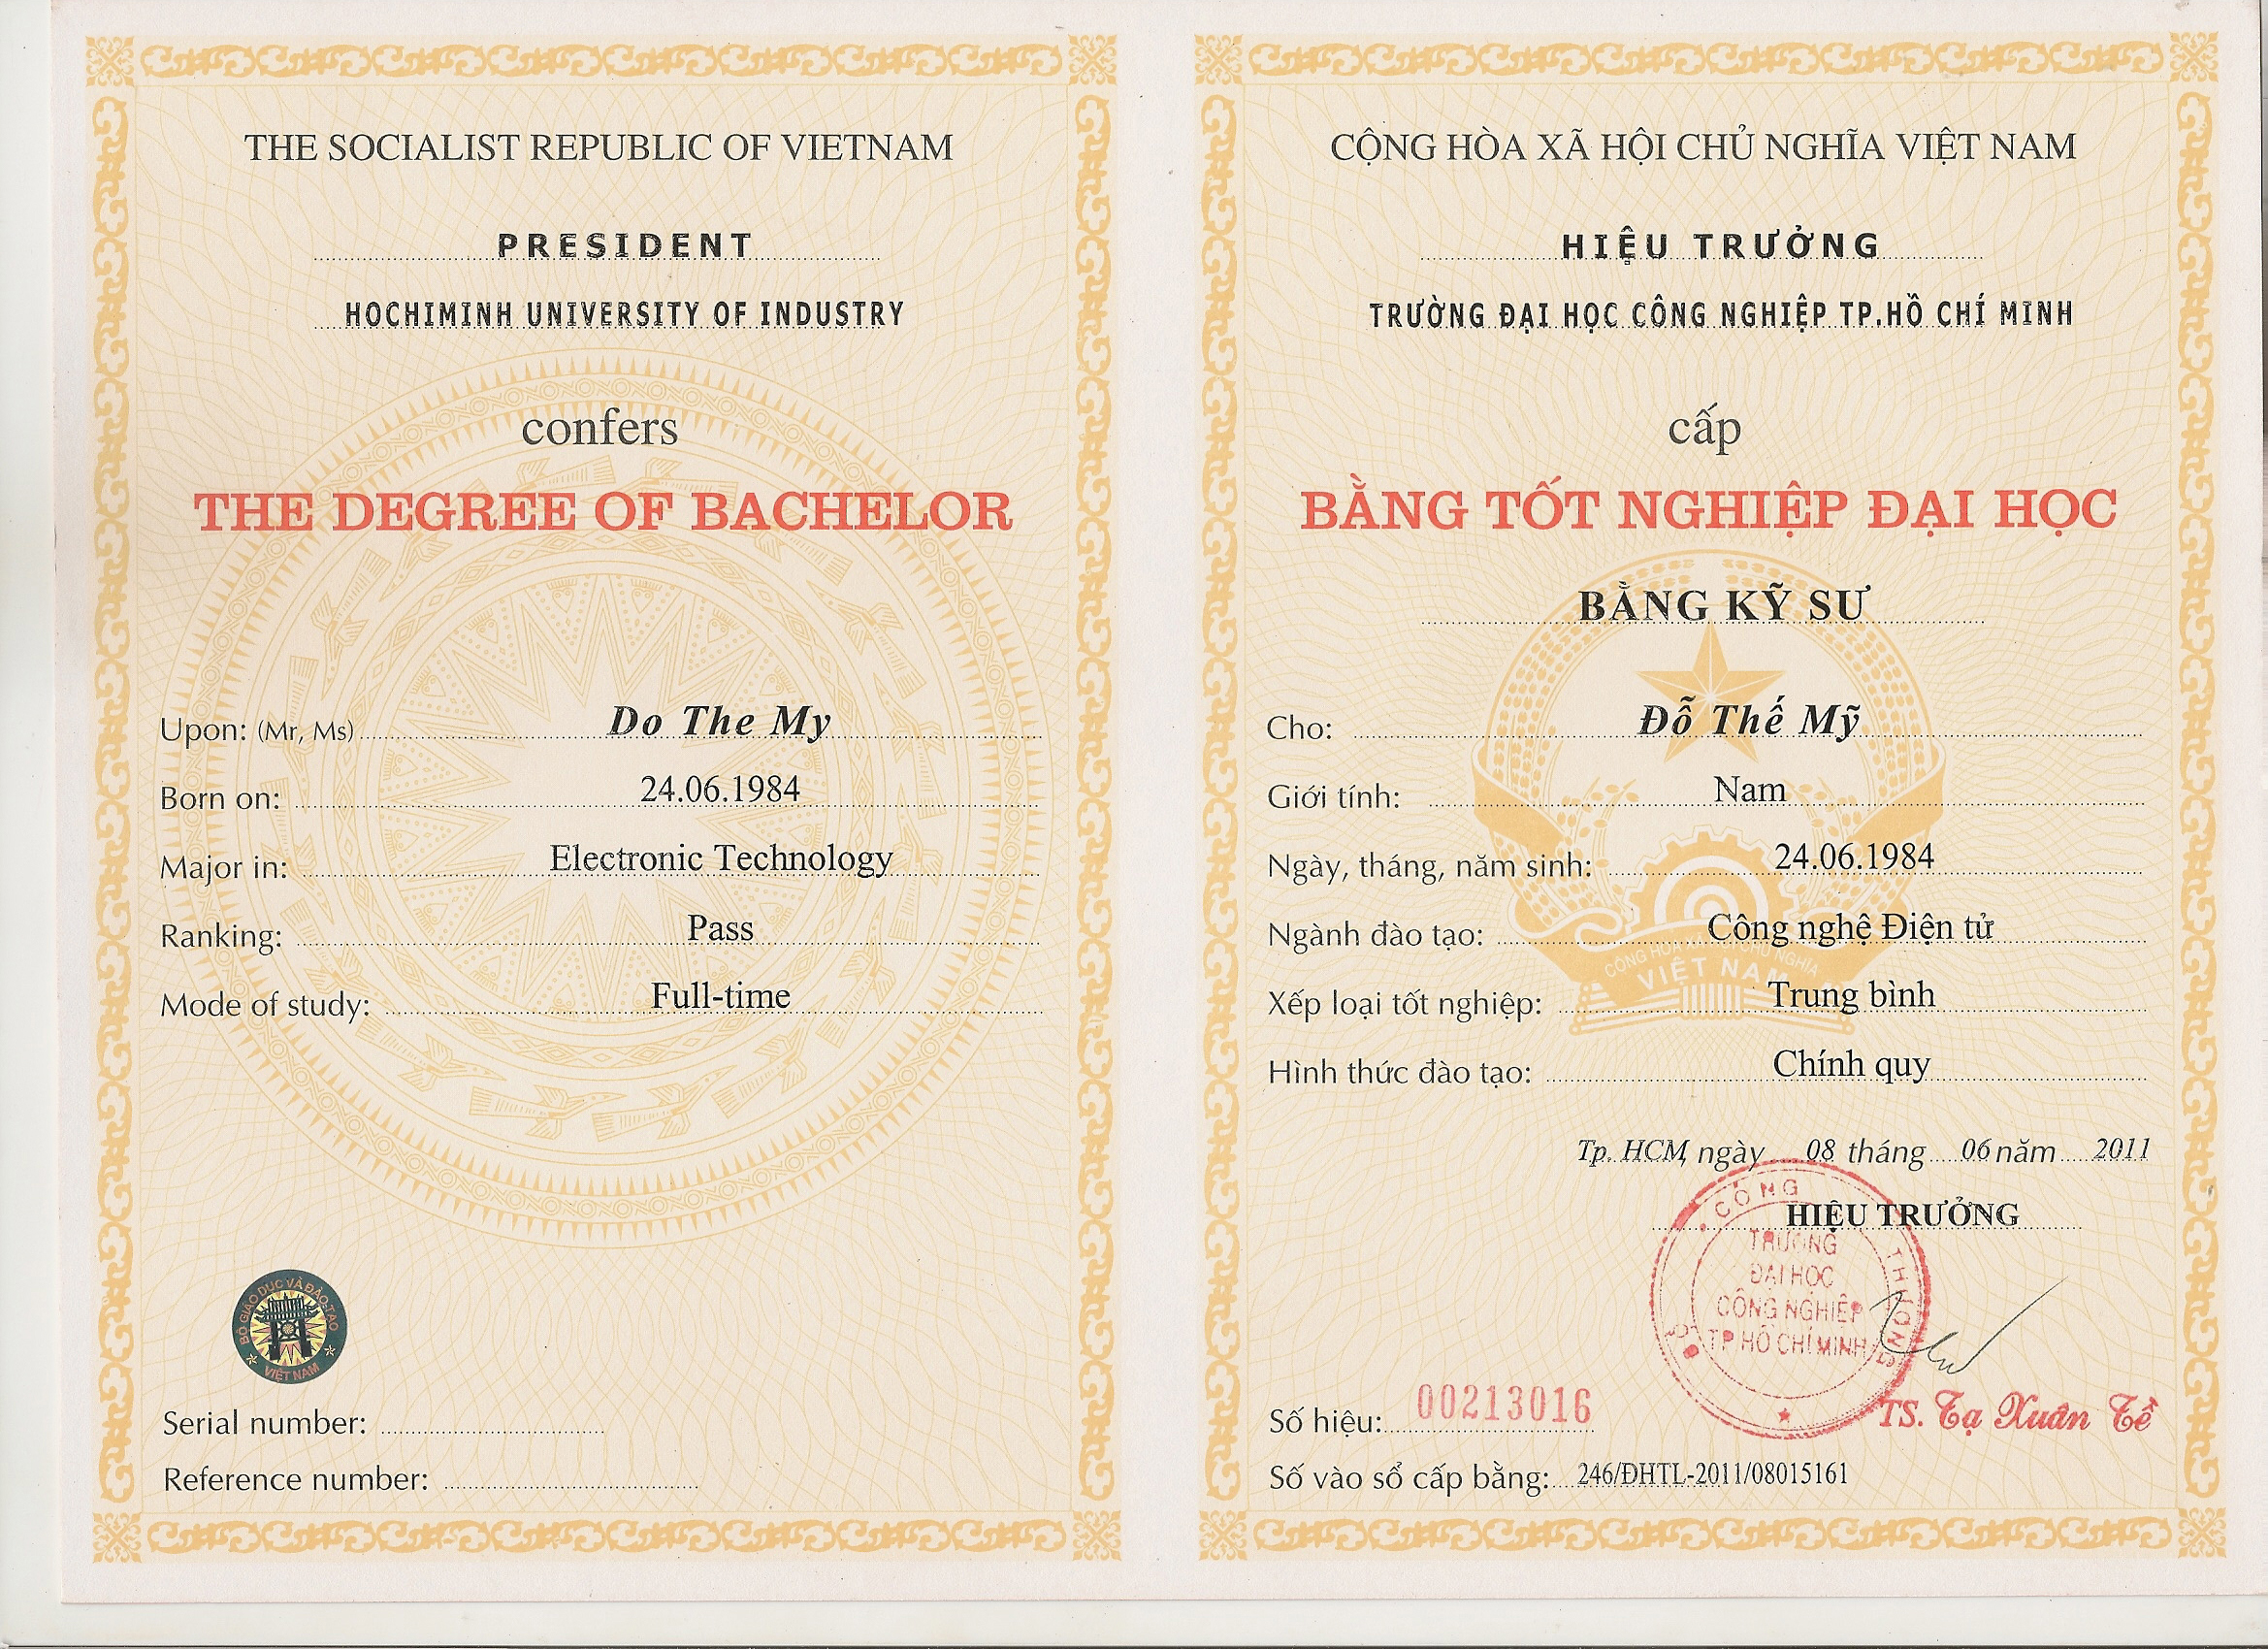 THE SOCIALIST REPUBLIC OF VIETNAM
PRESIDENT
HOCHIMINH UNIVERSITY OF INDUSTRY
confers
THE DEGREE OF BACHELOR
Upon: (Mr, Ms) Do The My
Born on: 24.06.1984
Major in: Electronic Technology
Ranking: Pass
Mode of study: Full-time
BỘ GIÁO DỤC VÀ ĐÀO TẠO
VIỆT NAM
Serial number:
Reference number:
CỘNG HÒA XÃ HỘI CHỦ NGHĨA VIỆT NAM
HIỆU TRƯỞNG
TRƯỜNG ĐẠI HỌC CÔNG NGHIỆP TP.HỒ CHÍ MINH
cấp
BẰNG TỐT NGHIỆP ĐẠI HỌC
BẰNG KỸ SƯ
Cho: Đỗ Thế Mỹ
Giới tính: Nam
Ngày, tháng, năm sinh: 24.06.1984
Ngành đào tạo: Công nghệ Điện tử
VIỆT NAM
Xếp loại tốt nghiệp: Trung bình
Hình thức đào tạo: Chính quy
Tp. HCM, ngày 08 tháng 06 năm 2011
HIỆU TRƯỞNG
BỘ CÔNG THƯƠNG
TRƯỜNG
ĐẠI HỌC
CÔNG NGHIỆP
TP HỒ CHÍ MINH
TS. Tạ Xuân Tề
Số hiệu: 00213016
Số vào sổ cấp bằng: 246/ĐHTL-2011/08015161